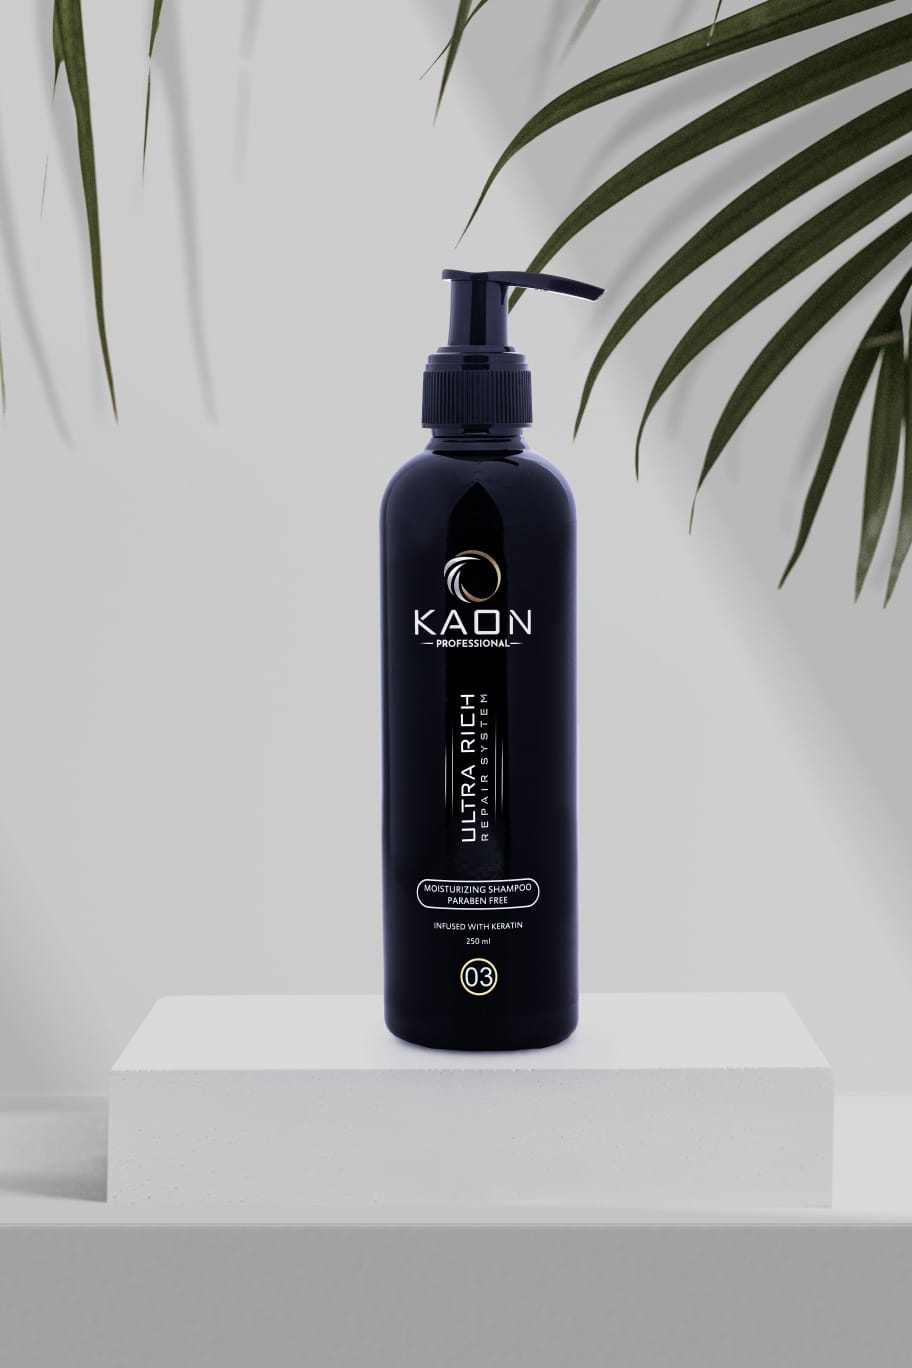 KAON
PROFESSIONAL
ULTRA RICH
REPAIR SYSTEM
MOISTURIZING SHAMPOO
PARABEN FREE
INFUSED WITH KERATIN
250 ml
03